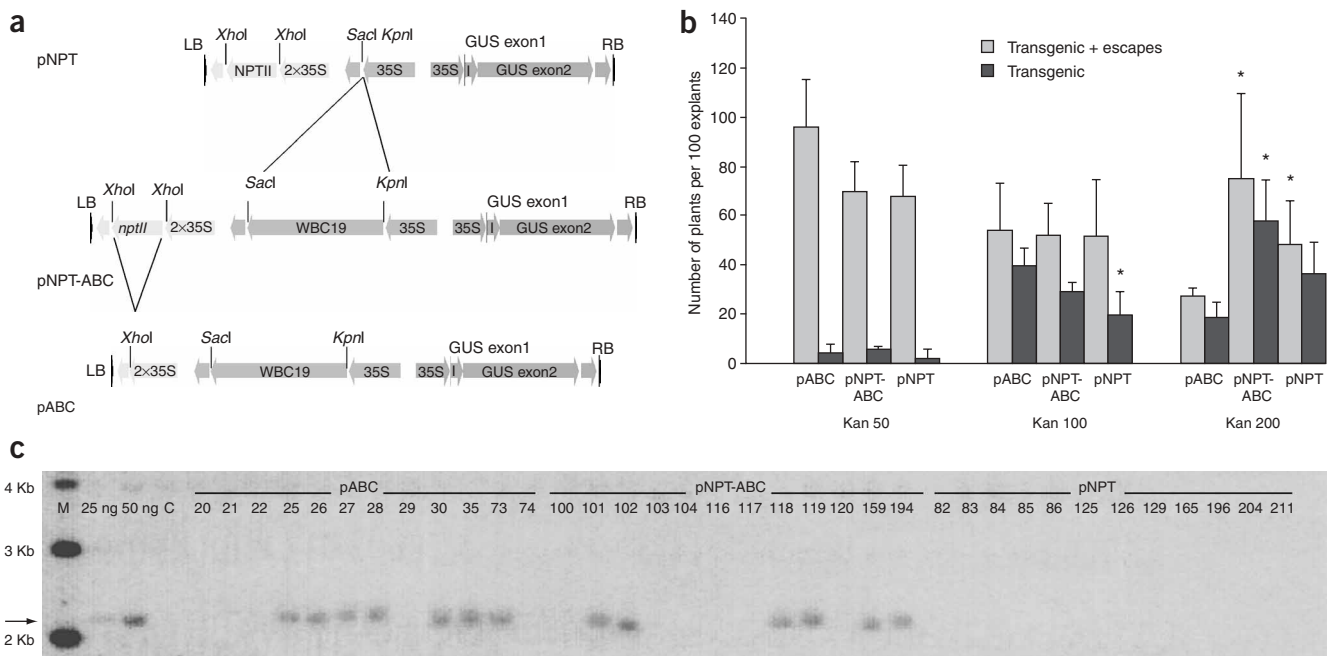 a
pNPT
LB
XhoI
XhoI
SacI KpnI
GUS exon1
RB
NPTII
2×35S
35S
35S
I
GUS exon2
SacI
KpnI
LB
XhoI
XhoI
GUS exon1
RB
nptII
2×35S
WBC19
35S
35S
I
GUS exon2
pNPT-ABC
XhoI
SacI
KpnI
GUS exon1
RB
LB
2×35S
WBC19
35S
35S
I
GUS exon2
pABC
b
Number of plants per 100 explants
140
120
100
80
60
40
20
0
Transgenic + escapes
Transgenic
*
*
*
*
pABC pNPT-ABC pNPT
pABC pNPT-ABC pNPT
pABC pNPT-ABC pNPT
Kan 50
Kan 100
Kan 200
c
4 Kb
3 Kb
2 Kb
pABC
pNPT-ABC
pNPT
M 25 ng 50 ng C 20 21 22 25 26 27 28 29 30 35 73 74 100 101 102 103 104 116 117 118 119 120 159 194 82 83 84 85 86 125 126 129 165 196 204 211